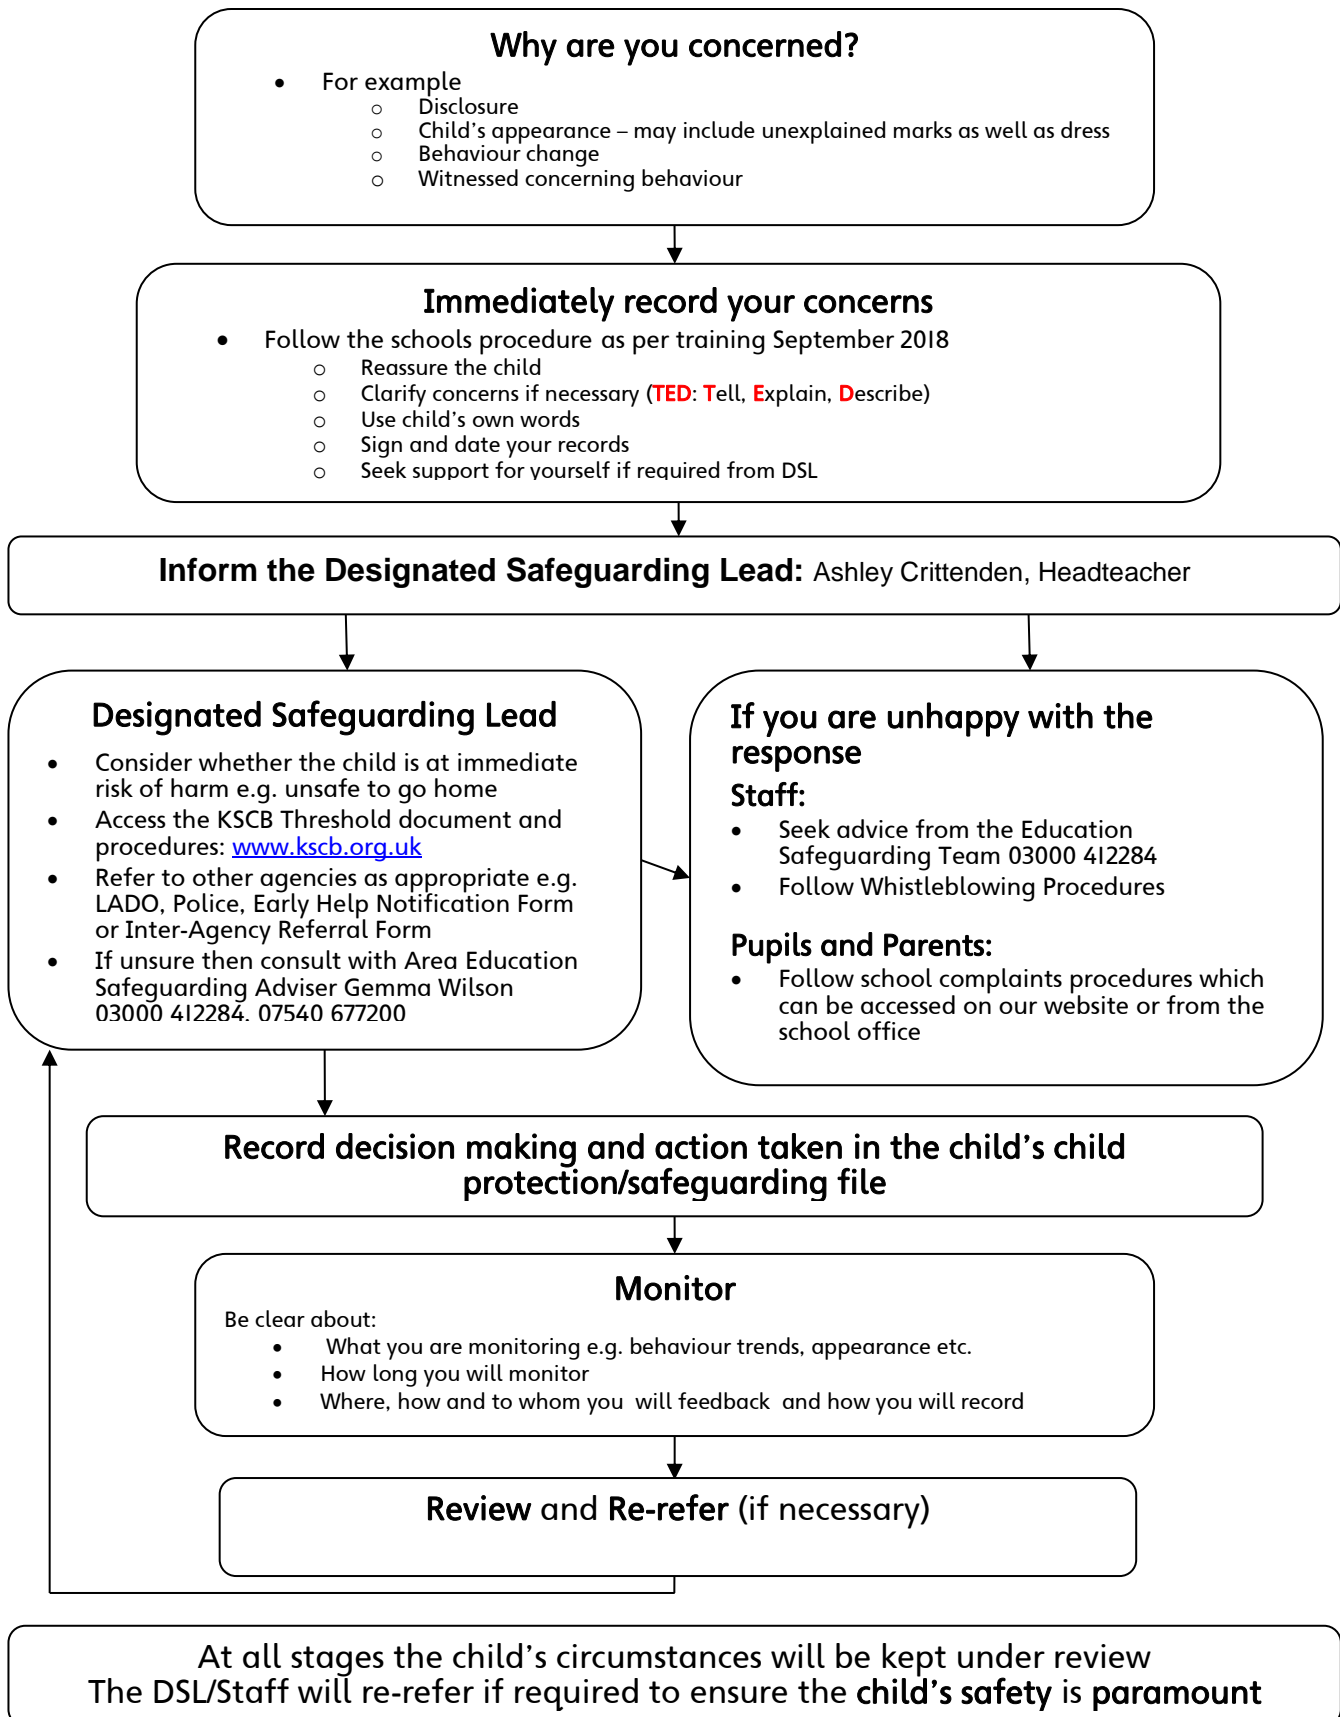 Why are you concerned?
• For example
o Disclosure
o Child's appearance – may include unexplained marks as well as dress
o Behaviour change
o Witnessed concerning behaviour
Immediately record your concerns
• Follow the schools procedure as per training September 2018
o Reassure the child
o Clarify concerns if necessary (TED: Tell, Explain, Describe)
o Use child's own words
o Sign and date your records
o Seek support for yourself if required from DSL
Inform the Designated Safeguarding Lead: Ashley Crittenden, Headteacher
Designated Safeguarding Lead
• Consider whether the child is at immediate
risk of harm e.g. unsafe to go home
• Access the KSCB Threshold document and
procedures: www.kscb.org.uk
• Refer to other agencies as appropriate e.g.
LADO, Police, Early Help Notification Form
or Inter-Agency Referral Form
• If unsure then consult with Area Education
Safeguarding Adviser Gemma Wilson
03000 412284, 07540 677200
If you are unhappy with the
response
Staff:
• Seek advice from the Education
Safeguarding Team 03000 412284
• Follow Whistleblowing Procedures
Pupils and Parents:
• Follow school complaints procedures which
can be accessed on our website or from the
school office
Record decision making and action taken in the child's child
protection/safeguarding file
Monitor
Be clear about:
• What you are monitoring e.g. behaviour trends, appearance etc.
• How long you will monitor
• Where, how and to whom you will feedback and how you will record
Review and Re-refer (if necessary)
At all stages the child's circumstances will be kept under review
The DSL/Staff will re-refer if required to ensure the child's safety is paramount